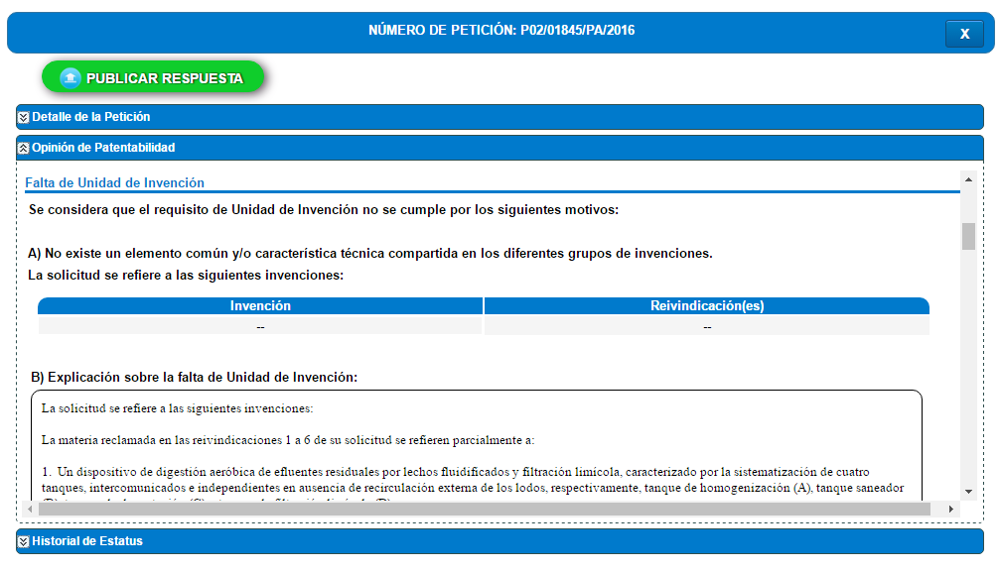 NÚMERO DE PETICIÓN: P02/01845/PA/2016
X
PUBLICAR RESPUESTA
Detalle de la Petición
Opinión de Patentabilidad
Falta de Unidad de Invención
Se considera que el requisito de Unidad de Invención no se cumple por los siguientes motivos:
A) No existe un elemento común y/o característica técnica compartida en los diferentes grupos de invenciones.
La solicitud se refiere a las siguientes invenciones:
Invención Reivindicación(es)
-- --
B) Explicación sobre la falta de Unidad de Invención:
La solicitud se refiere a las siguientes invenciones:
La materia reclamada en las reivindicaciones 1 a 6 de su solicitud se refieren parcialmente a:
1. Un dispositivo de digestión aeróbica de efluentes residuales por lechos fluidificados y filtración limícola, caracterizado por la sistematización de cuatro
tanques, intercomunicados e independientes en ausencia de recirculación externa de los lodos, respectivamente, tanque de homogenización (A), tanque saneador
Historial de Estatus